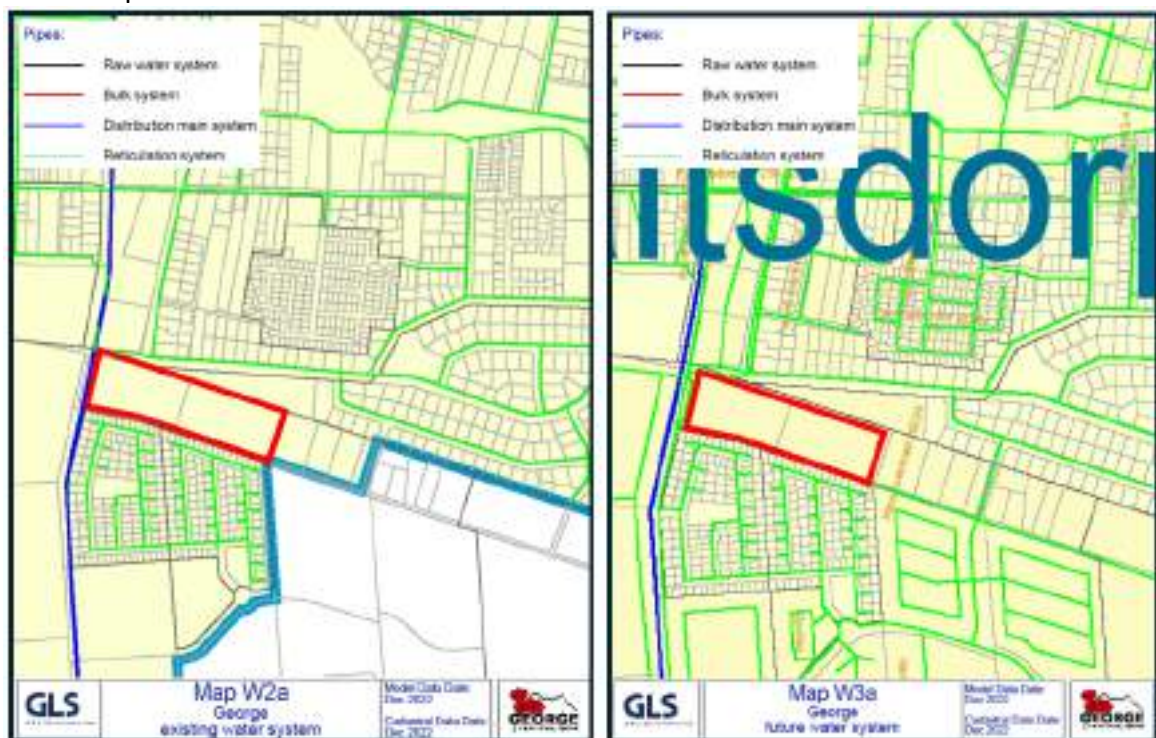 Pipes:
Raw water system
Bulk system
Distribution main system
Reticulation system
GLS
Map W2a
George
existing water system
Model Data Date:
Dec 2022
Cadastral Data Date:
Dec 2022
GEORGE
Pipes:
Raw water system
Bulk system
Distribution main system
Reticulation system
itsdorp
GLS
Map W3a
George
future water system
Model Data Date:
Dec 2022
Cadastral Data Date:
Dec 2022
GEORGE